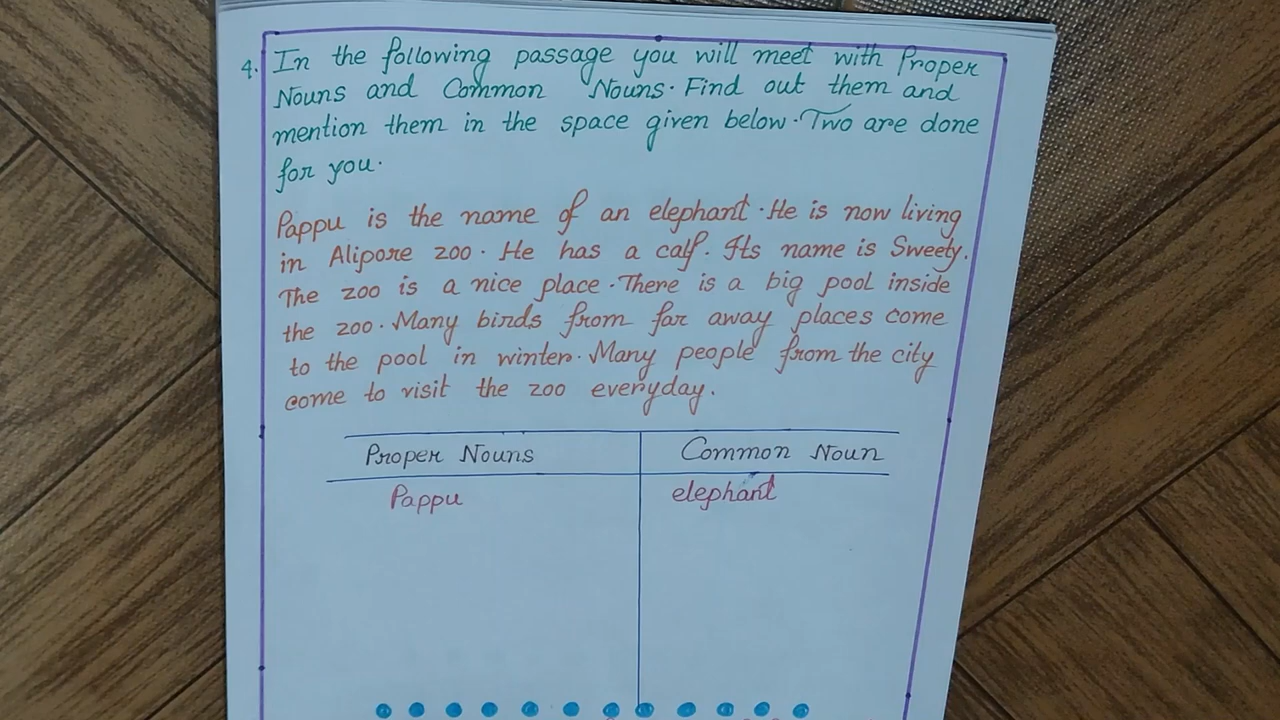 4. In the following passage you will meet with Proper
Nouns and Common Nouns. Find out them and
mention them in the space given below. Two are done
for you.
Pappu is the name of an elephant. He is now living
in Alipore zoo. He has a calf. Its name is Sweety.
The zoo is a nice place. There is a big pool inside
the zoo. Many birds from far away places come
to the pool in winter. Many people from the city
come to visit the zoo everyday.
Proper Nouns Common Noun
Pappu elephant